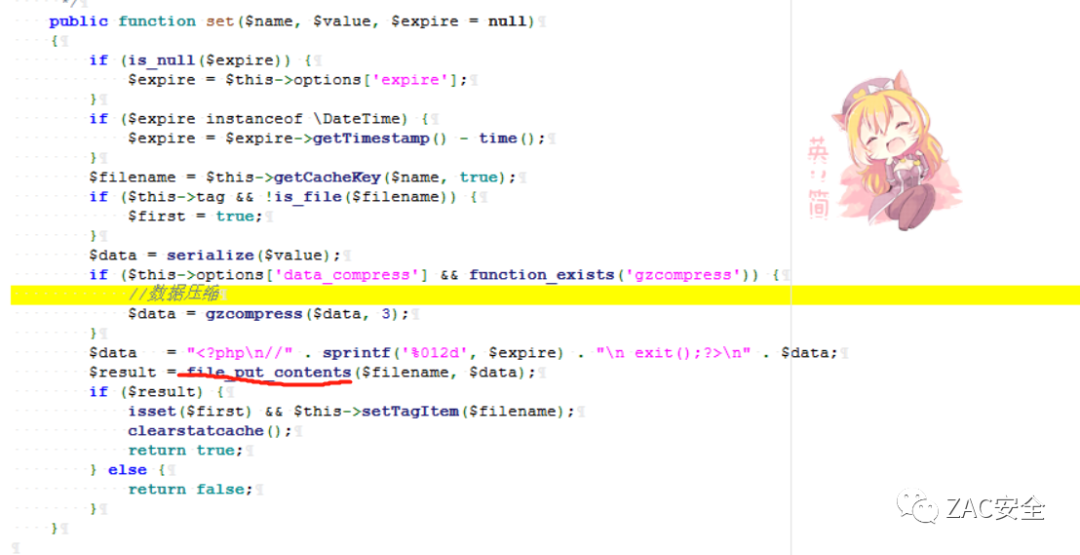 */
public function set($name, $value, $expire = null)
{
if (is_null($expire)) {
$expire = $this->options['expire'];
}
if ($expire instanceof \DateTime) {
$expire = $expire->getTimestamp() - time();
}
$filename = $this->getCacheKey($name, true);
if ($this->tag && !is_file($filename)) {
$first = true;
}
$data = serialize($value);
if ($this->options['data_compress'] && function_exists('gzcompress')) {
//数据压缩
$data = gzcompress($data, 3);
}
$data   = "<?php\n//" . sprintf('%012d', $expire) . "\n exit();?>\n" . $data;
$result = file_put_contents($filename, $data);
if ($result) {
isset($first) && $this->setTagItem($filename);
clearstatcache();
return true;
} else {
return false;
}
}
英
简
ZAC安全